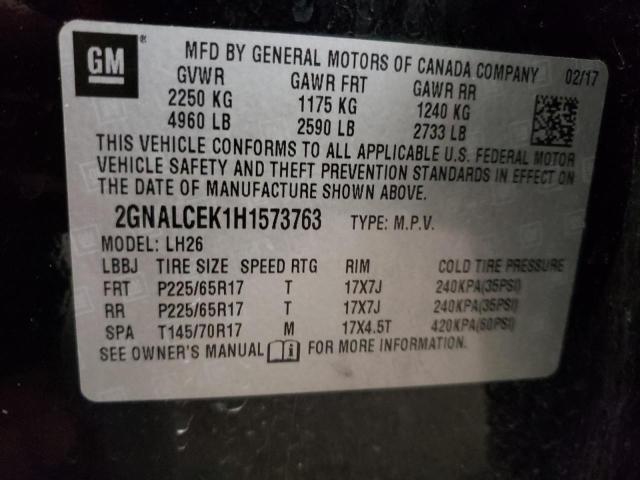 GM ® MFD BY GENERAL MOTORS OF CANADA COMPANY 02/17
GVWR GAWR FRT GAWR RR
2250 KG 1175 KG 1240 KG
4960 LB 2590 LB 2733 LB
THIS VEHICLE CONFORMS TO ALL APPLICABLE U.S. FEDERAL MOTOR
VEHICLE SAFETY AND THEFT PREVENTION STANDARDS IN EFFECT ON
THE DATE OF MANUFACTURE SHOWN ABOVE.
2GNALCEK1H1573763 TYPE: M.P.V.
MODEL: LH26
LBBJ TIRE SIZE SPEED RTG RIM COLD TIRE PRESSURE
FRT P225/65R17 T 17X7J 240KPA(35PSI)
RR P225/65R17 T 17X7J 240KPA(35PSI)
SPA T145/70R17 M 17X4.5T 420KPA(60PSI)
SEE OWNER'S MANUAL FOR MORE INFORMATION.